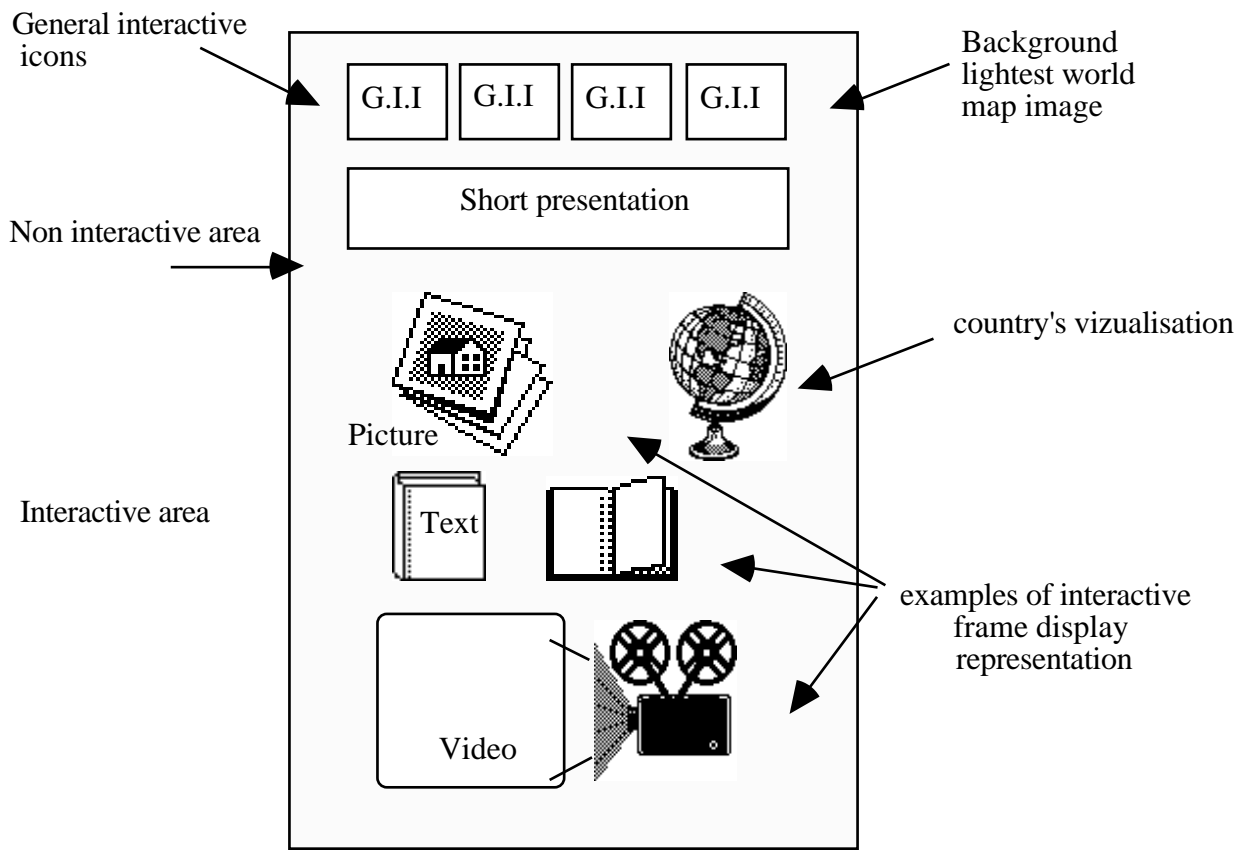 General interactive
icons
G.I.I G.I.I G.I.I G.I.I
Background
lightest world
map image
Short presentation
Non interactive area
country's vizualisation
Picture
Interactive area
Text
examples of interactive
frame display
representation
Video